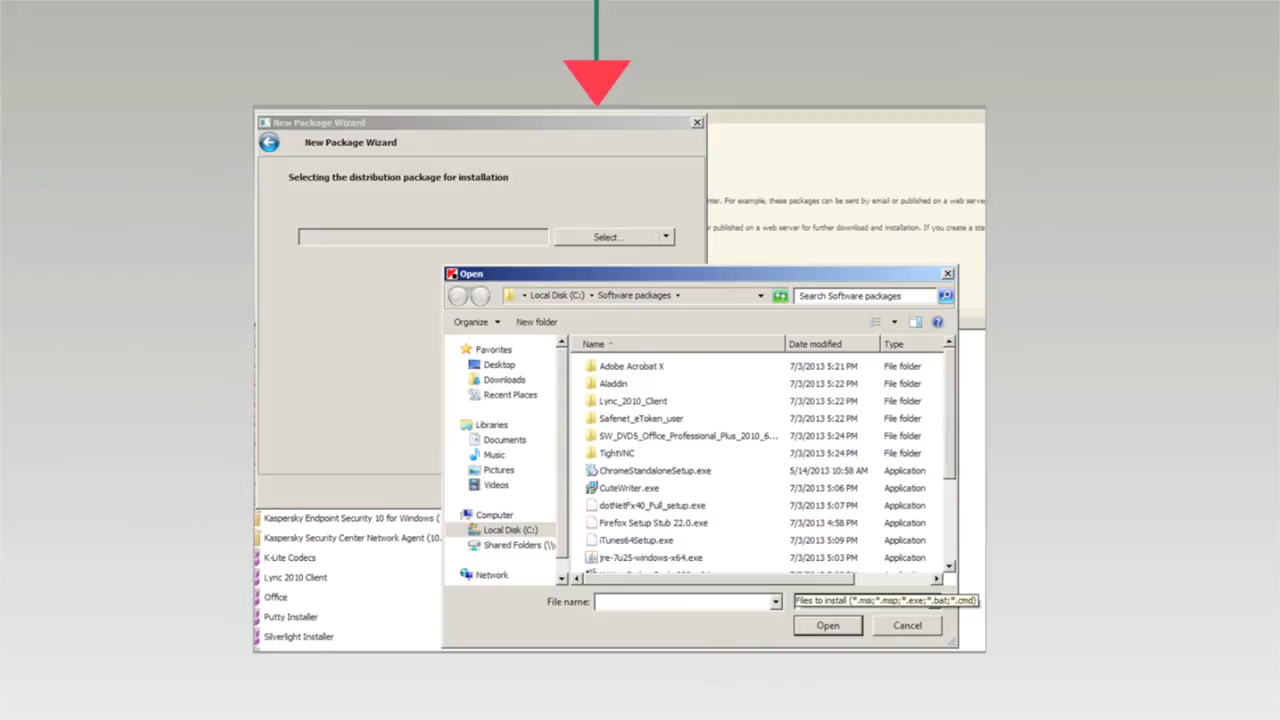 New Package Wizard
New Package Wizard
Selecting the distribution package for installation
nter. For example, these packages can be sent by email or published on a web serve
r published on a web server for further download and installation. If you create a sta
Select...
Open
Local Disk (C:) Software packages
Search Software packages
Organize New folder
Name Date modified Type
Favorites
Desktop
Downloads
Recent Places
Libraries
Documents
Music
Pictures
Videos
Computer
Local Disk (C:)
Shared Folders (\\
Network
Adobe Acrobat X 7/3/2013 5:21 PM File folder
Aladdin 7/3/2013 5:22 PM File folder
Lync_2010_Client 7/3/2013 5:22 PM File folder
Safenet_eToken_user 7/3/2013 5:22 PM File folder
SW_DVD5_Office_Professional_Plus_2010_6... 7/3/2013 5:24 PM File folder
TightVNC 7/3/2013 5:24 PM File folder
ChromeStandaloneSetup.exe 5/14/2013 10:58 AM Application
CuteWriter.exe 7/3/2013 5:06 PM Application
dotNetFx40_Full_setup.exe 7/3/2013 5:07 PM Application
Firefox Setup Stub 22.0.exe 7/3/2013 4:58 PM Application
iTunes64Setup.exe 7/3/2013 5:09 PM Application
jre-7u25-windows-x64.exe 7/3/2013 5:03 PM Application
File name:
Files to install (*.msi;*.msp;*.exe;*.bat;*.cmd)
Open Cancel
Kaspersky Endpoint Security 10 for Windows (
Kaspersky Security Center Network Agent (10.
K-Lite Codecs
Lync 2010 Client
Office
Putty Installer
Silverlight Installer